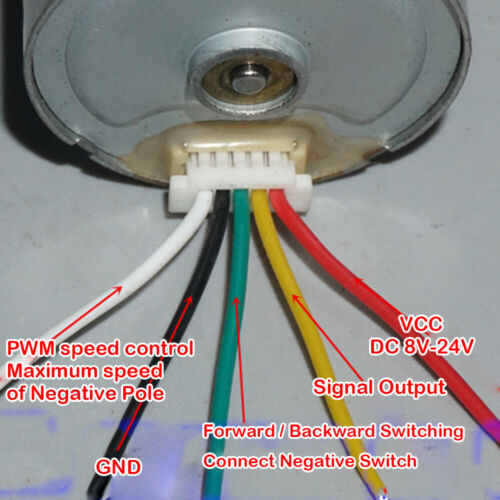 PWM speed control
Maximum speed
of Negative Pole
VCC
DC 8V-24V
Signal Output
Forward / Backward Switching
Connect Negative Switch
GND